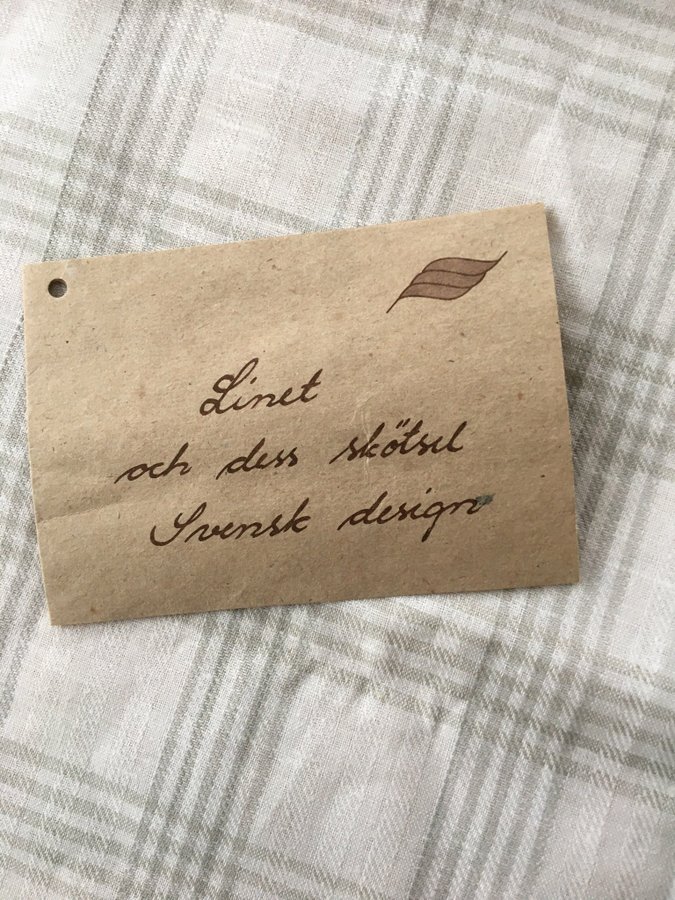 Linet
och dess skötsel
Svensk design